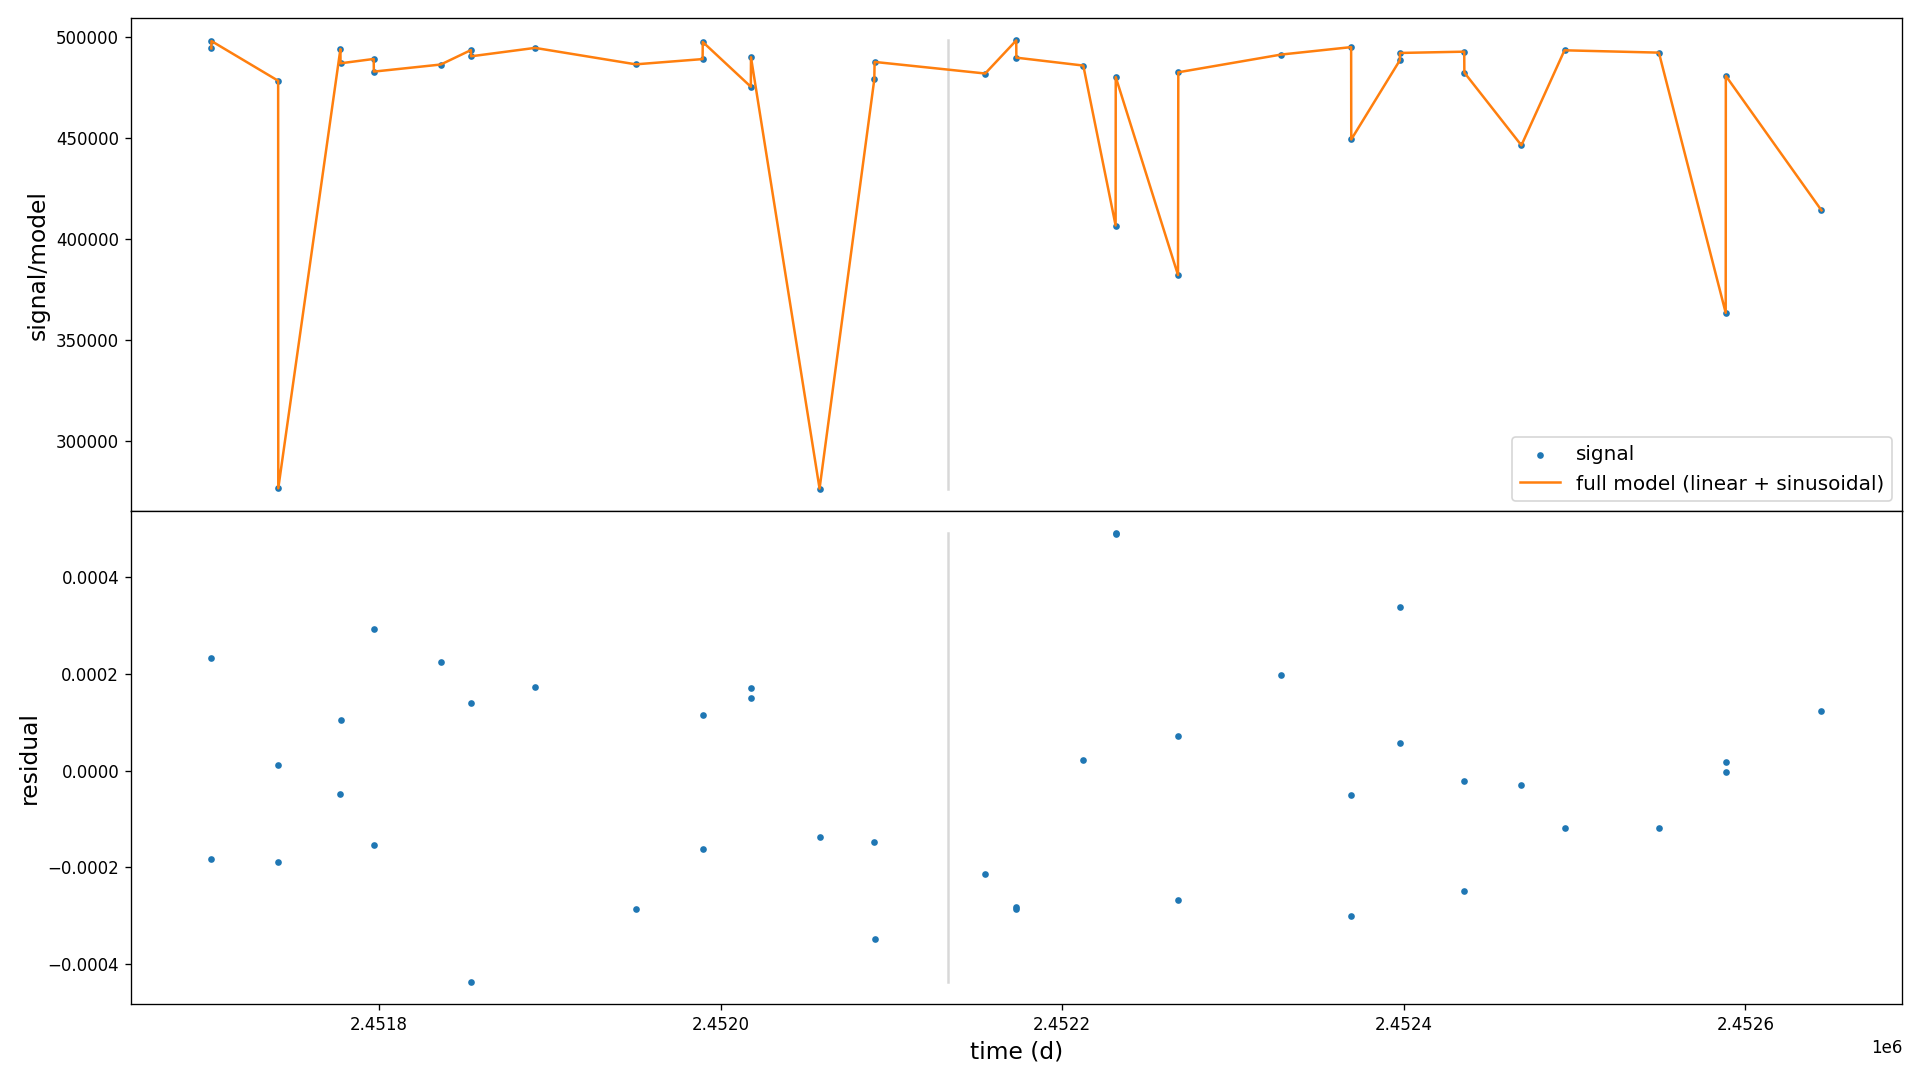 500000
450000
400000
350000
300000
signal/model
signal
full model (linear + sinusoidal)
0.0004
0.0002
0.0000
−0.0002
−0.0004
residual
2.4518
2.4520
2.4522
2.4524
2.4526
1e6
time (d)